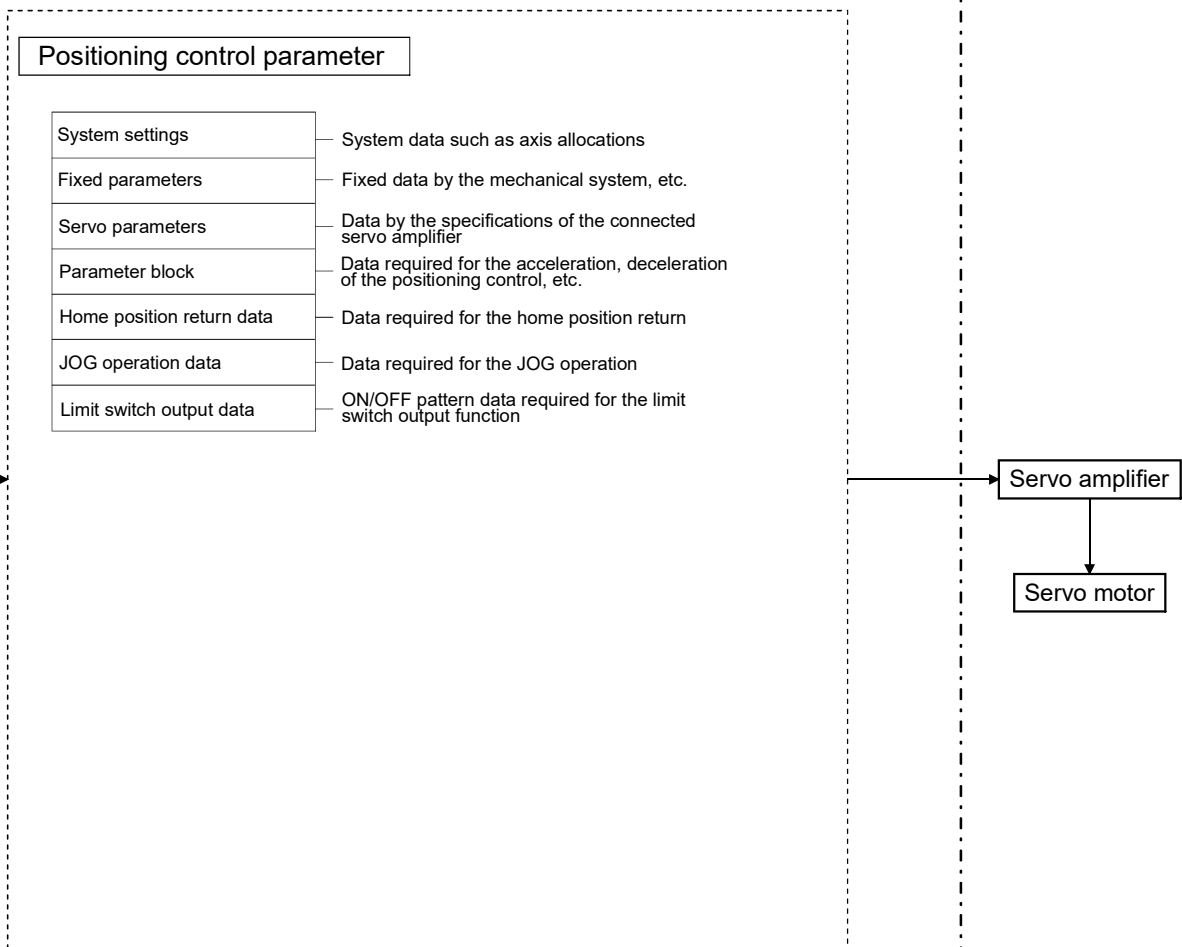 Positioning control parameter
System settings
System data such as axis allocations
Fixed parameters
Fixed data by the mechanical system, etc.
Servo parameters
Data by the specifications of the connected
servo amplifier
Parameter block
Data required for the acceleration, deceleration
of the positioning control, etc.
Home position return data
Data required for the home position return
JOG operation data
Data required for the JOG operation
Limit switch output data
ON/OFF pattern data required for the limit
switch output function
Servo amplifier
Servo motor